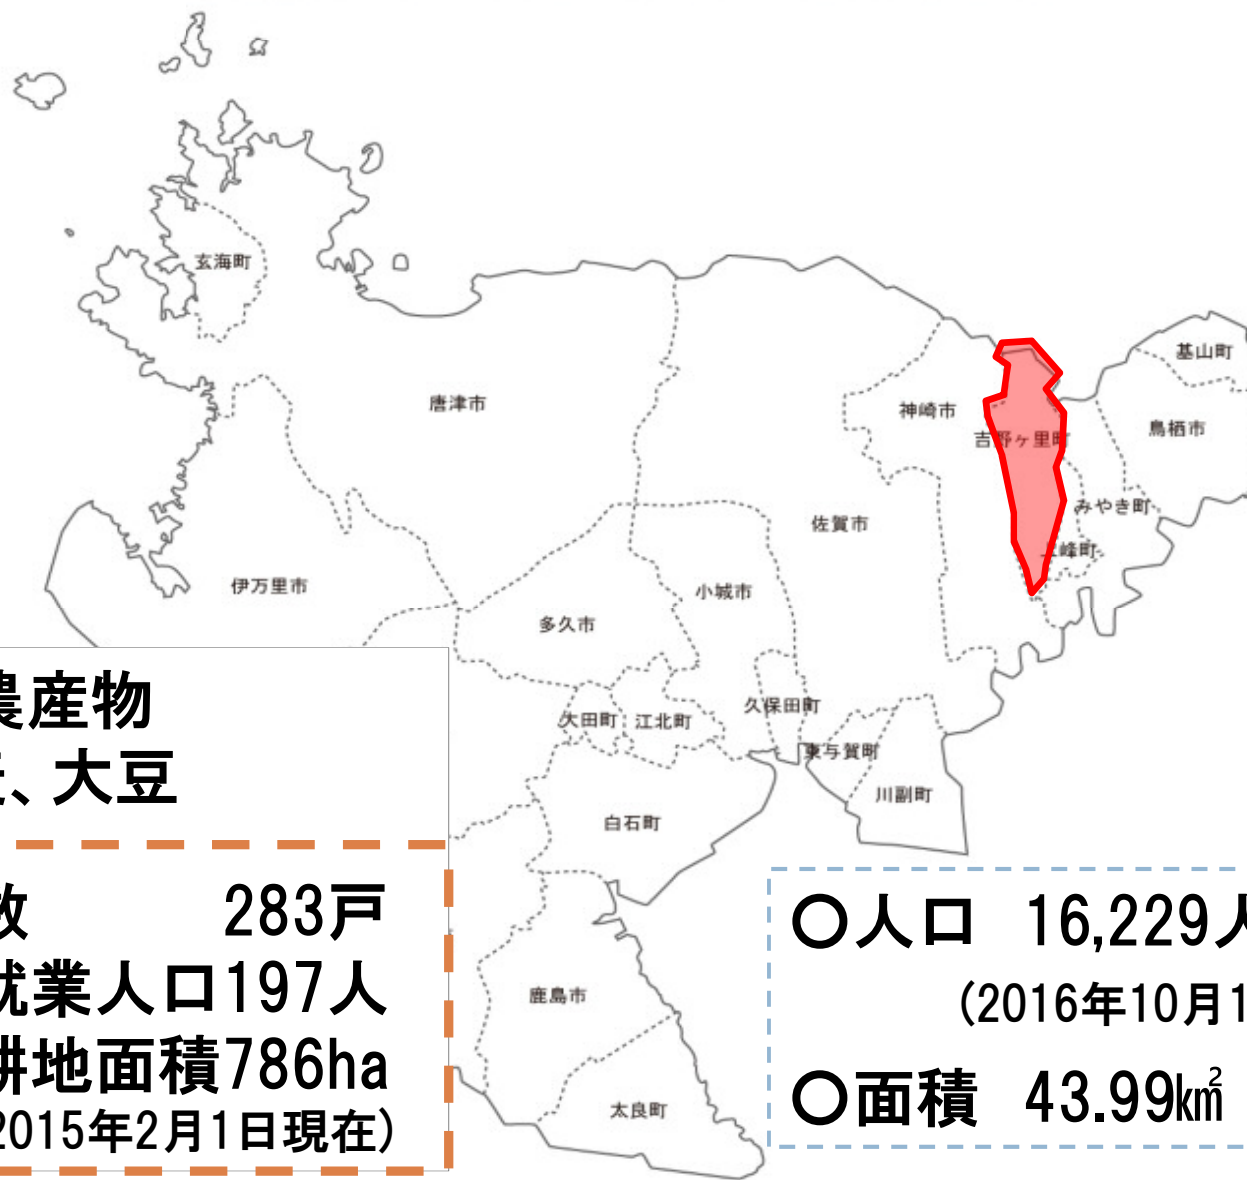 玄海町
基山町
唐津市
神崎市
鳥栖市
吉野ヶ里町
みやき町
佐賀市
上峰町
伊万里市
小城市
多久市
久保田町
大田町
江北町
東与賀町
川副町
白石町
農産物
、大豆
数 283戸
就業人口197人
耕地面積786ha
2015年2月1日現在)
鹿島市
太良町
〇人口 16,229人
(2016年10月1
〇面積 43.99k㎡